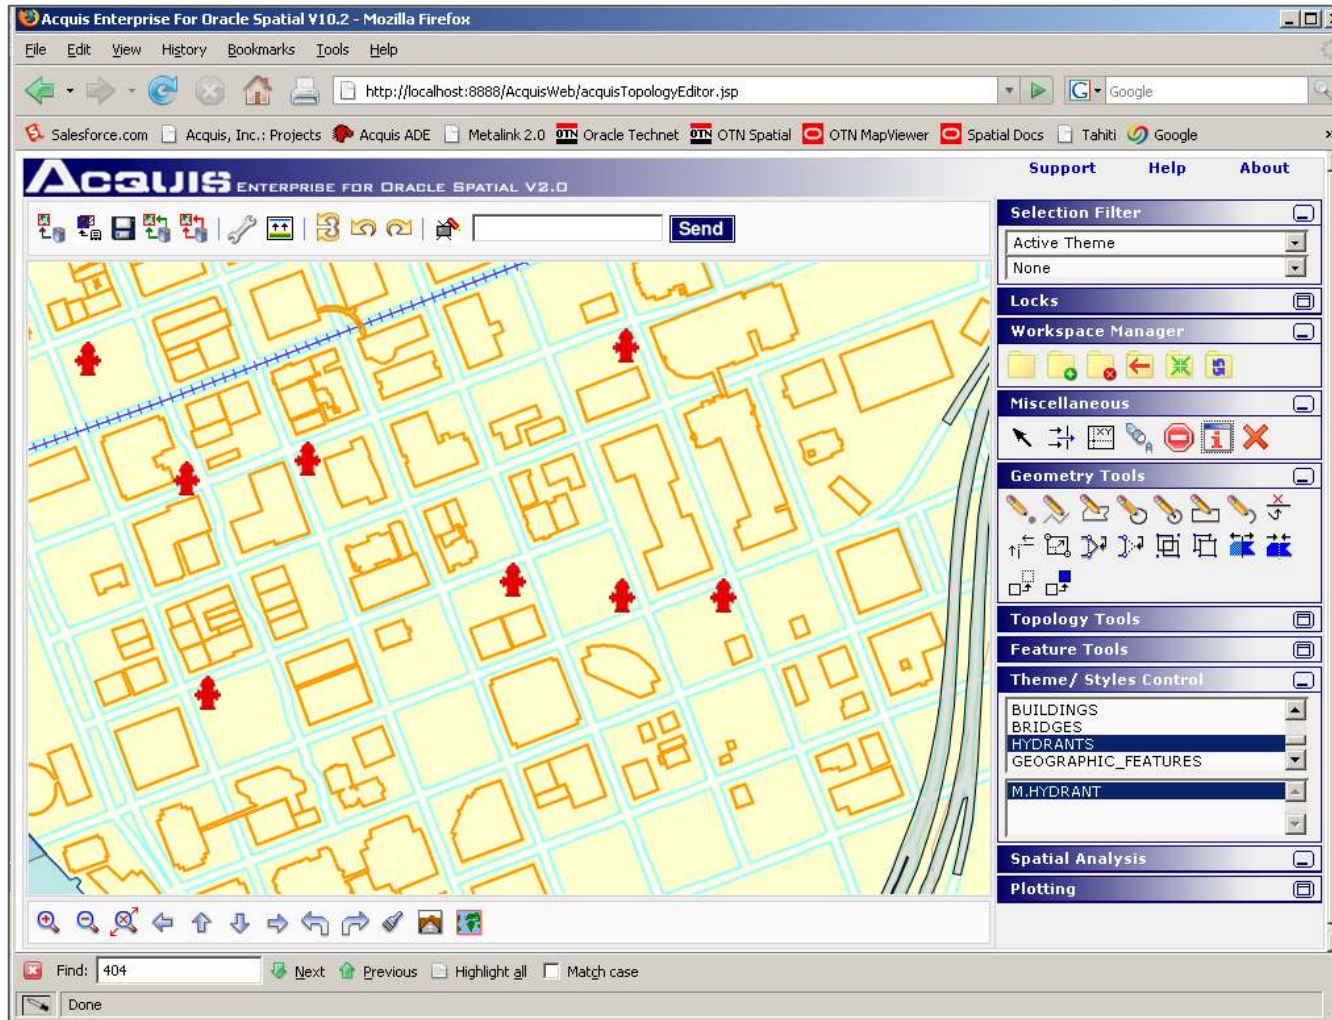 Acquis Enterprise For Oracle Spatial V10.2 - Mozilla Firefox
File Edit View History Bookmarks Tools Help
http://localhost:8888/AcquisWeb/acquisTopologyEditor.jsp
G Google
Salesforce.com Acquis, Inc.: Projects Acquis ADE Metalink 2.0 OTN Oracle Technet OTN OTN Spatial OTN MapViewer Spatial Docs Tahiti Google
ACQUIS ENTERPRISE FOR ORACLE SPATIAL V2.0
Support Help About
Send
Selection Filter
Active Theme
None
Locks
Workspace Manager
Miscellaneous
XY
A
i
Geometry Tools
Topology Tools
Feature Tools
Theme/ Styles Control
BUILDINGS
BRIDGES
HYDRANTS
GEOGRAPHIC_FEATURES
M.HYDRANT
Spatial Analysis
Plotting
Find: 404 Next Previous Highlight all Match case
Done